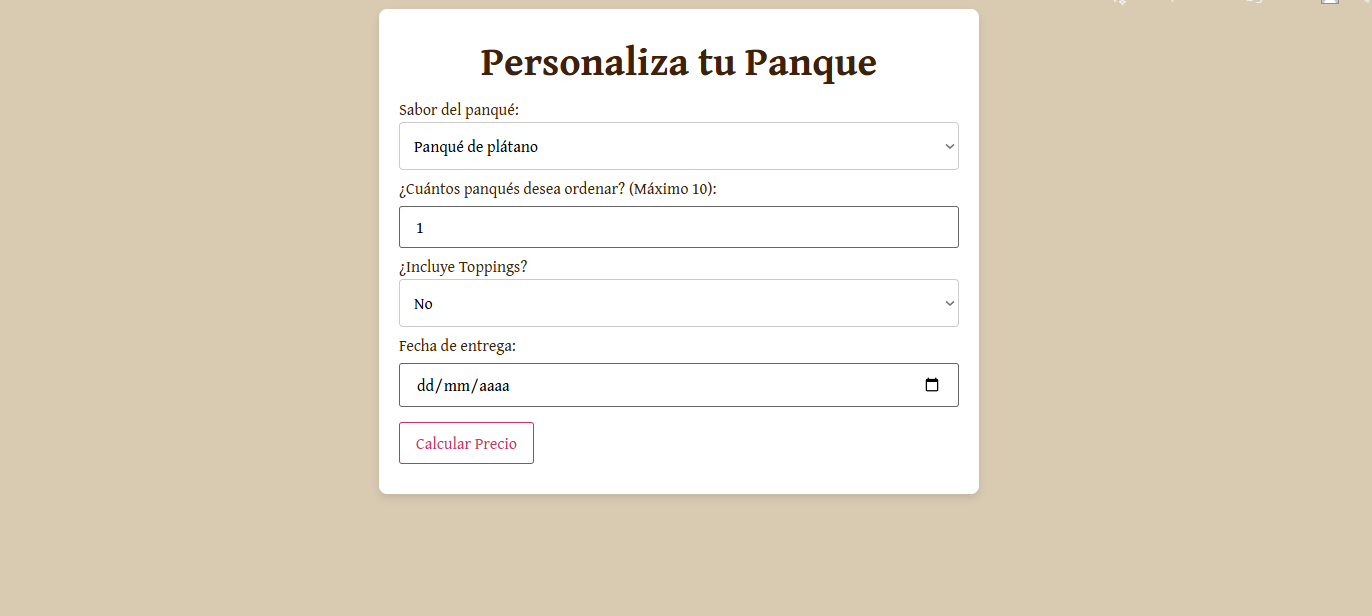 Personaliza tu Panque
Sabor del panqué:
Panqué de plátano
¿Cuántos panqués desea ordenar? (Máximo 10):
1
¿Incluye Toppings?
No
Fecha de entrega:
dd/mm/aaaa
Calcular Precio